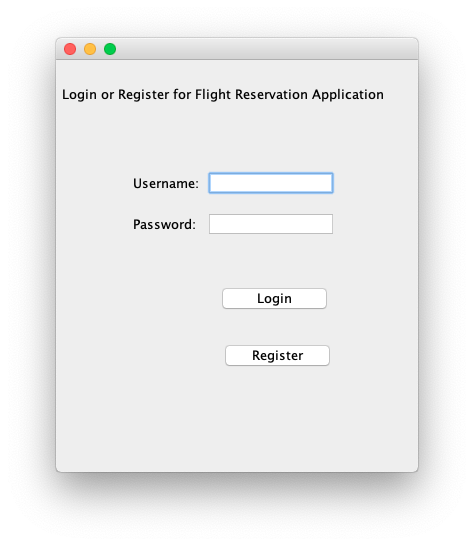 Login or Register for Flight Reservation Application
Username:
Password:
Login
Register